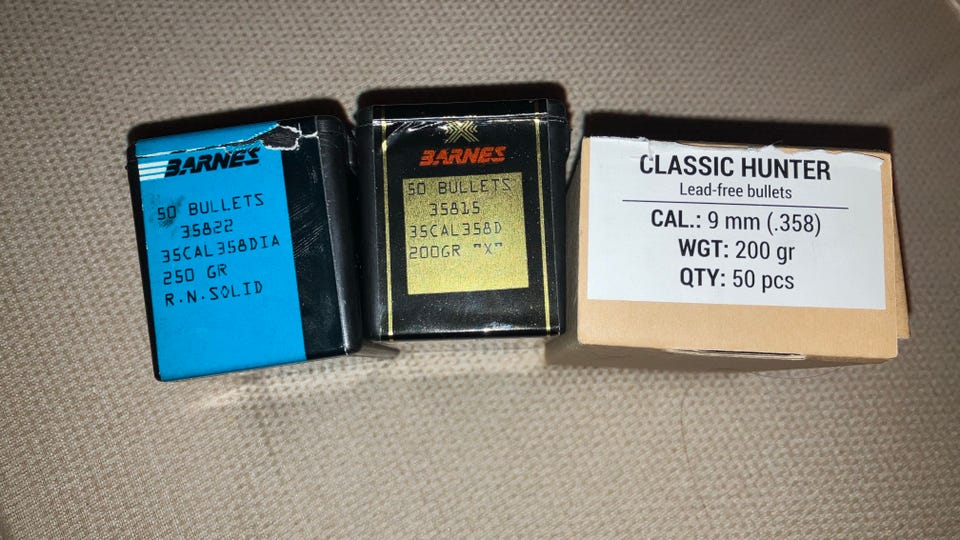 BARNES
50 BULLETS
35822
35CAL358DIA
250 GR
R.N.SOLID
X
BARNES
50 BULLETS
35815
35CAL358D
200GR "X"
CLASSIC HUNTER
Lead-free bullets
CAL.: 9 mm (.358)
WGT: 200 gr
QTY: 50 pcs